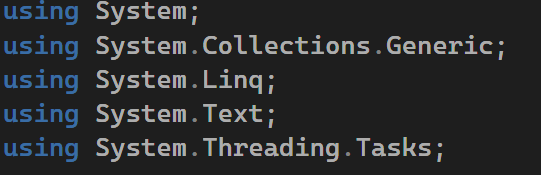 using System;
using System.Collections.Generic;
using System.Linq;
using System.Text;
using System.Threading.Tasks;